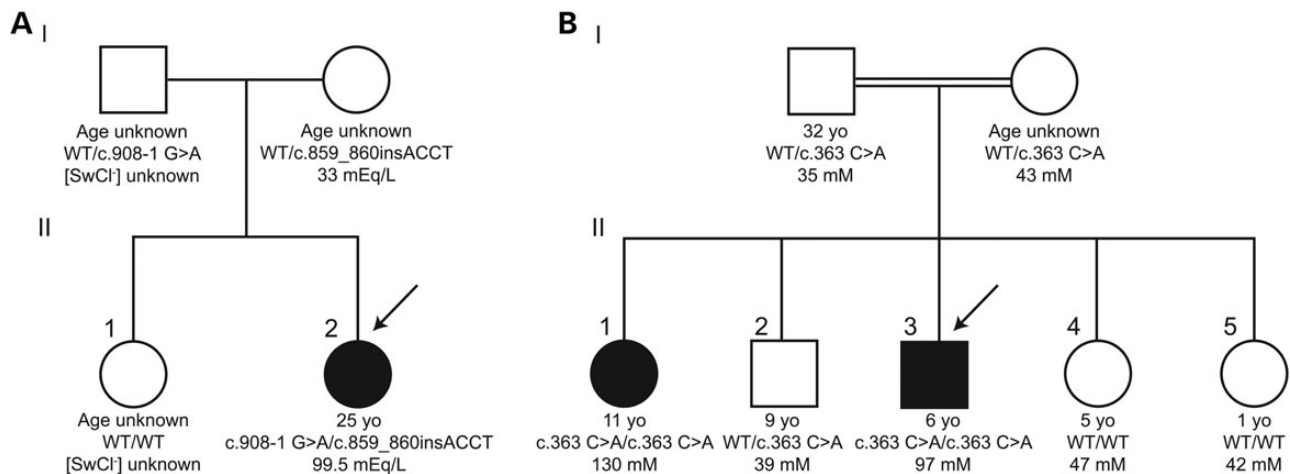 A
I
Age unknown
WT/c.908-1 G>A
[SwCl⁻] unknown
Age unknown
WT/c.859_860insACCT
33 mEq/L
II
1
Age unknown
WT/WT
[SwCl⁻] unknown
2
25 yo
c.908-1 G>A/c.859_860insACCT
99.5 mEq/L
B
I
32 yo
WT/c.363 C>A
35 mM
Age unknown
WT/c.363 C>A
43 mM
II
1
11 yo
c.363 C>A/c.363 C>A
130 mM
2
9 yo
WT/c.363 C>A
39 mM
3
6 yo
c.363 C>A/c.363 C>A
97 mM
4
5 yo
WT/WT
47 mM
5
1 yo
WT/WT
42 mM